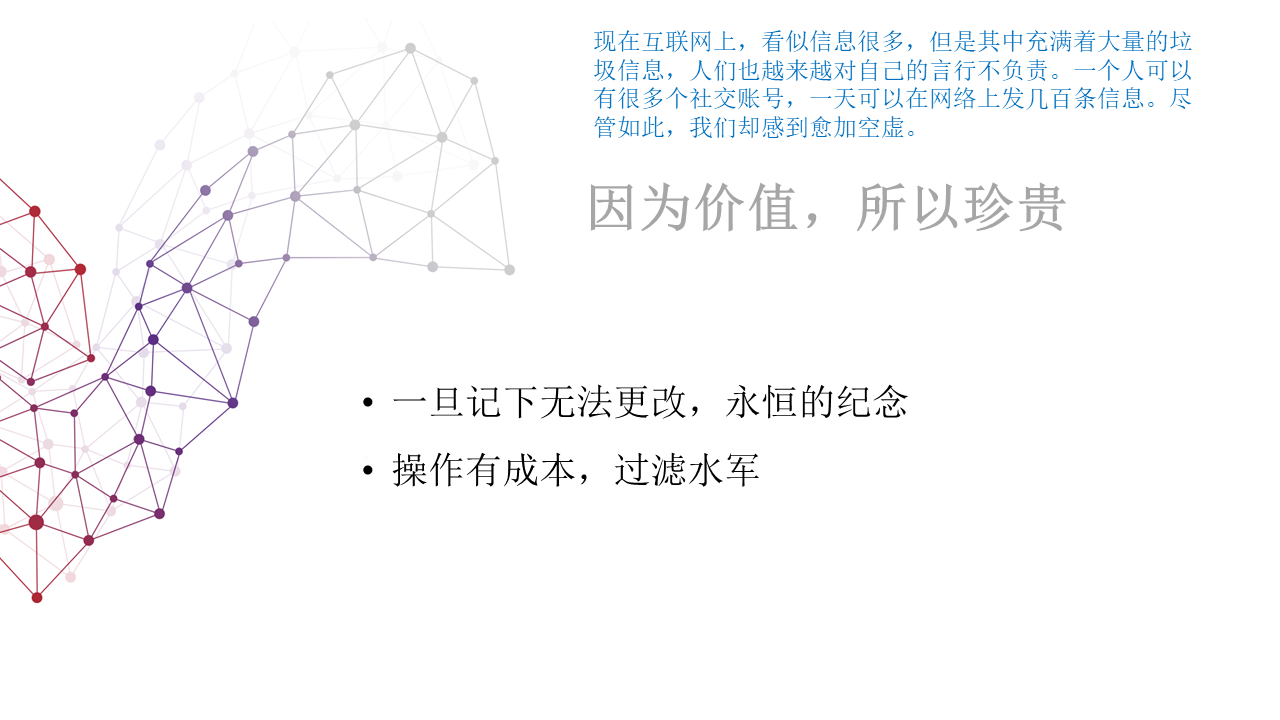 现在互联网上，看似信息很多，但是其中充满着大量的垃
圾信息，人们也越来越对自己的言行不负责。一个人可以
有很多个社交账号，一天可以在网络上发几百条信息。尽
管如此，我们却感到愈加空虚。
因为价值，所以珍贵
• 一旦记下无法更改，永恒的纪念
• 操作有成本，过滤水军